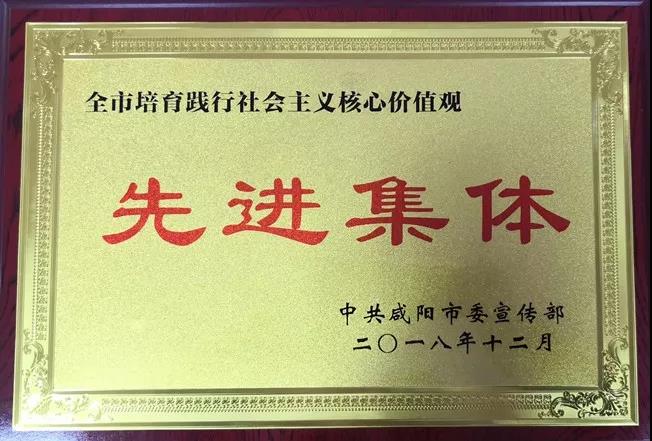 全市培育践行社会主义核心价值观
先进集体
中共咸阳市委宣传部
二〇一八年十二月